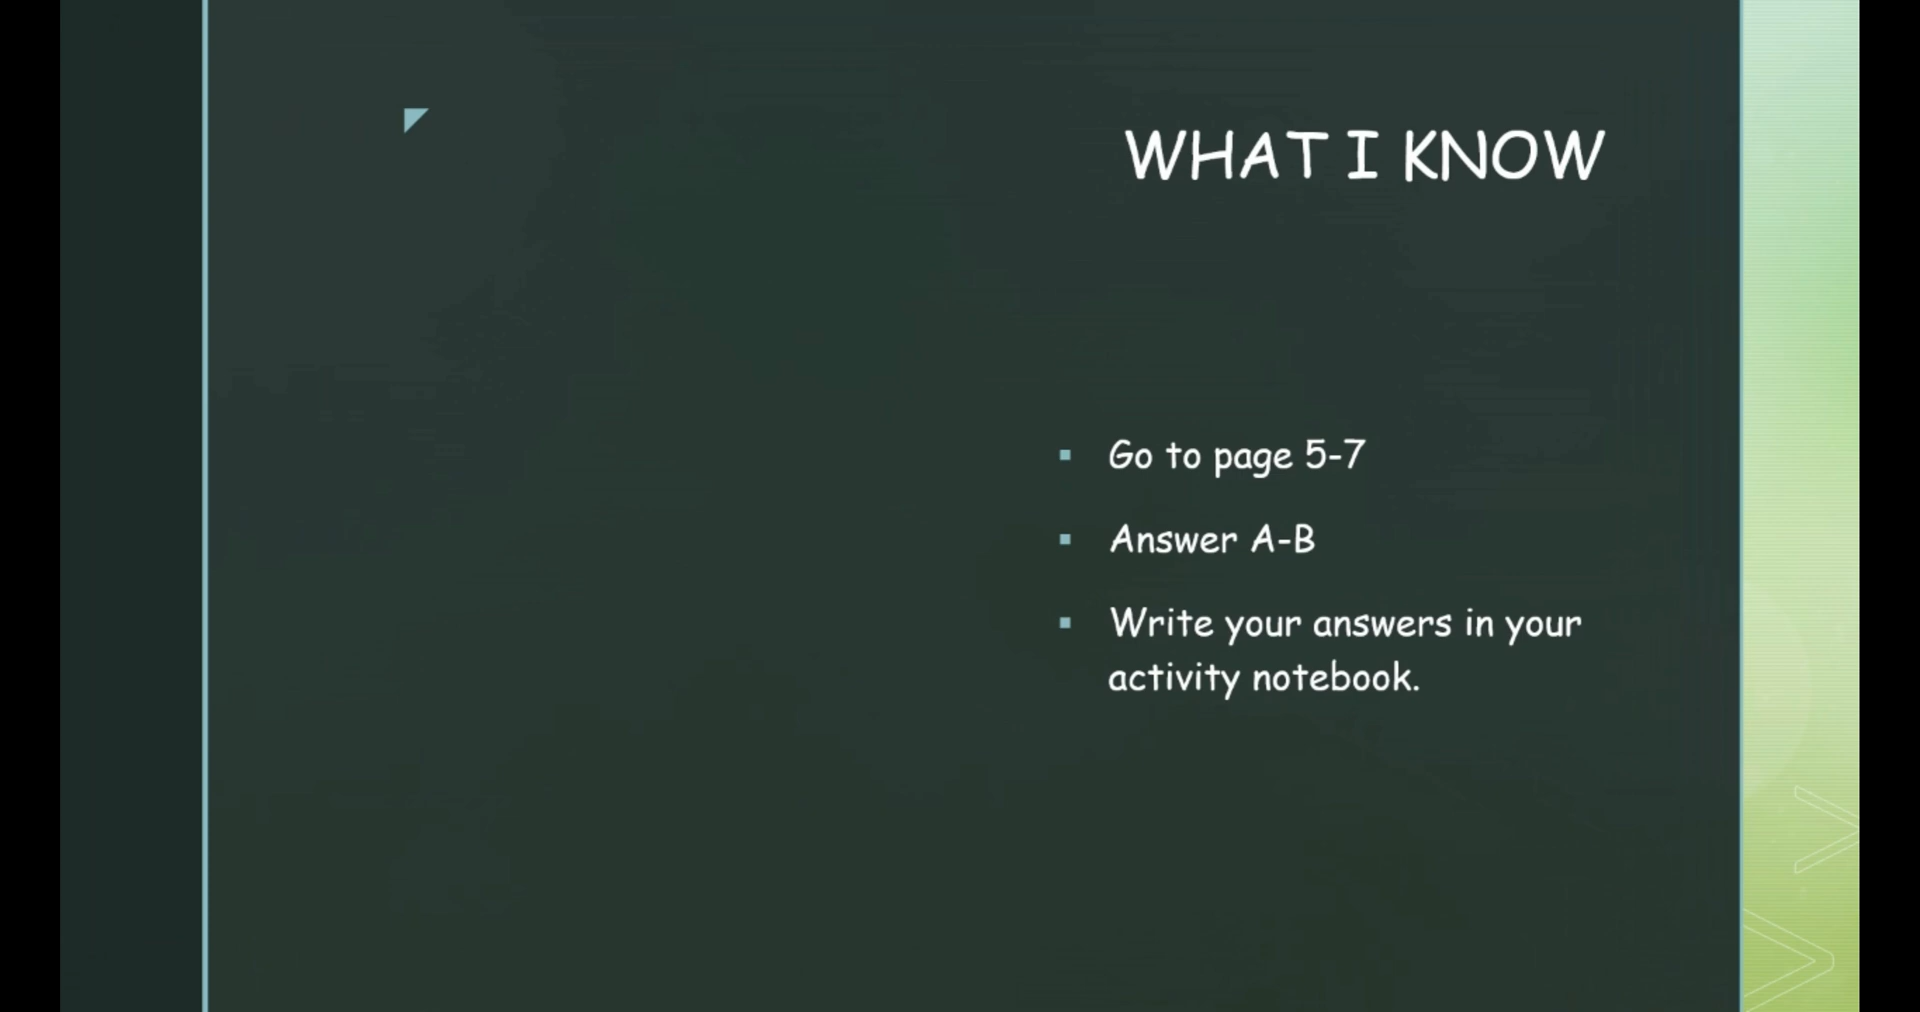 WHAT I KNOW
Go to page 5-7
Answer A-B
Write your answers in your
activity notebook.